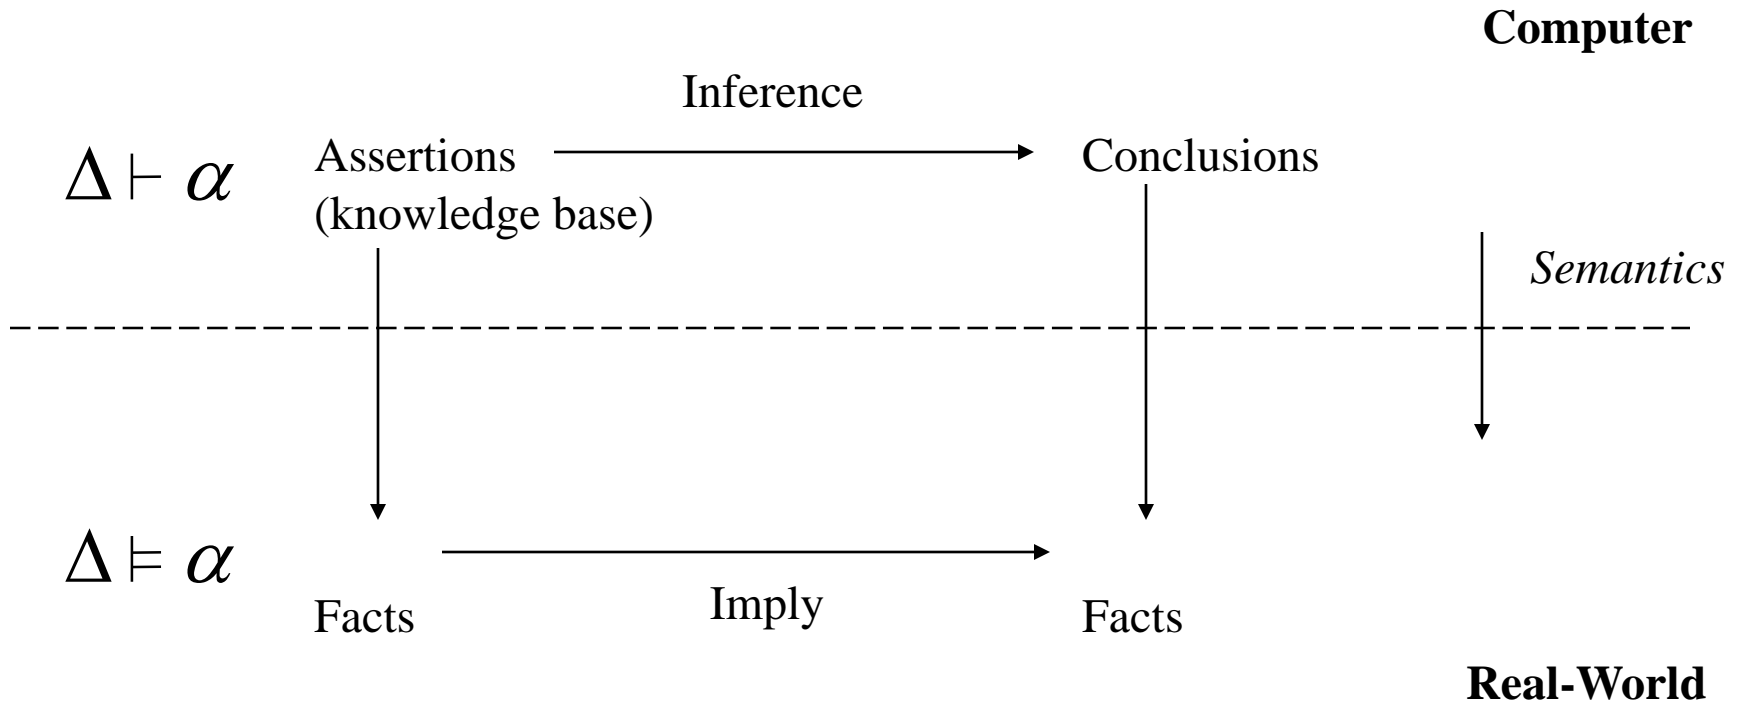 Computer
Inference
Δ ⊢ α
Assertions
(knowledge base)
Conclusions
Semantics
Δ ⊨ α
Facts
Imply
Facts
Real-World